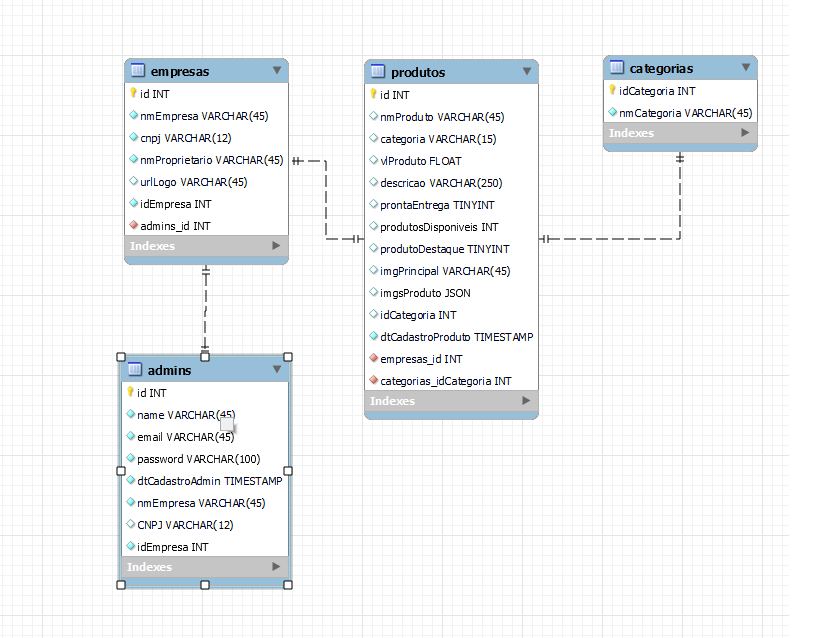 empresas
id INT
nmEmpresa VARCHAR(45)
cnpj VARCHAR(12)
nmProprietario VARCHAR(45)
urlLogo VARCHAR(45)
idEmpresa INT
admins_id INT
Indexes
produtos
id INT
nmProduto VARCHAR(45)
categoria VARCHAR(15)
vlProduto FLOAT
descricao VARCHAR(250)
prontaEntrega TINYINT
produtosDisponiveis INT
produtoDestaque TINYINT
imgPrincipal VARCHAR(45)
imgsProduto JSON
idCategoria INT
dtCadastroProduto TIMESTAMP
empresas_id INT
categorias_idCategoria INT
Indexes
categorias
idCategoria INT
nmCategoria VARCHAR(45)
Indexes
admins
id INT
name VARCHAR(45)
email VARCHAR(45)
password VARCHAR(100)
dtCadastroAdmin TIMESTAMP
nmEmpresa VARCHAR(45)
CNPJ VARCHAR(12)
idEmpresa INT
Indexes